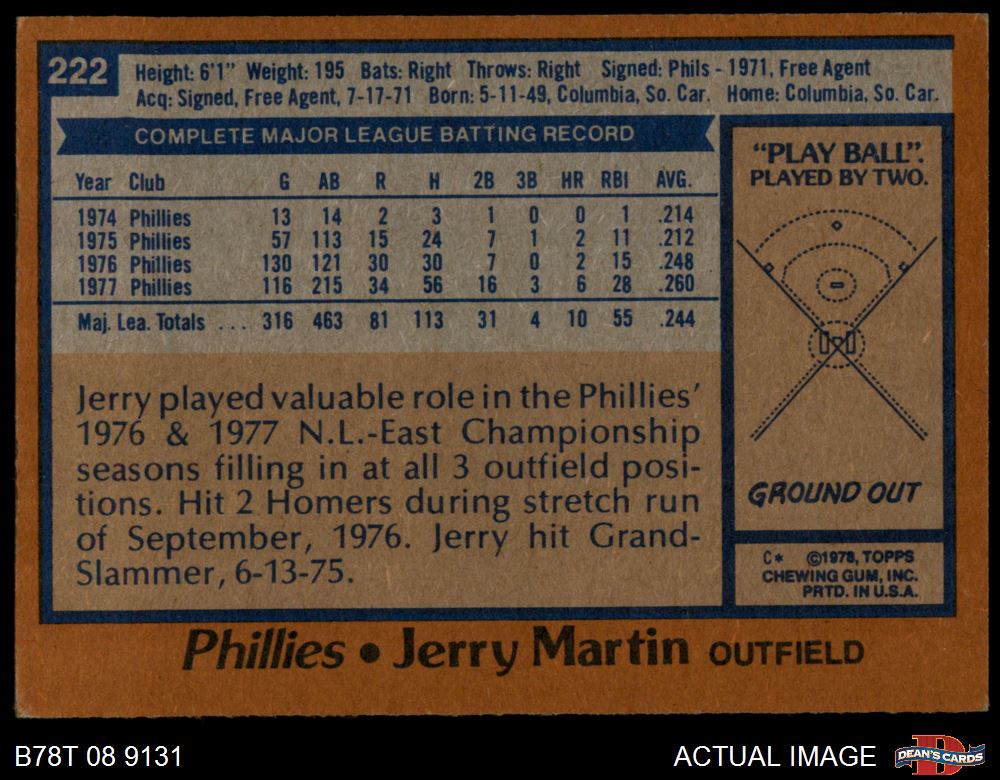 222
Height: 6'1" Weight: 195 Bats: Right Throws: Right Signed: Phils - 1971, Free Agent
Acq: Signed, Free Agent, 7-17-71 Born: 5-11-49, Columbia, So. Car. Home: Columbia, So. Car.
COMPLETE MAJOR LEAGUE BATTING RECORD
Year Club G AB R H 2B 3B HR RBI AVG.
1974 Phillies 13 14 2 3 1 0 0 1 .214
1975 Phillies 57 113 15 24 7 1 2 11 .212
1976 Phillies 130 121 30 30 7 0 2 15 .248
1977 Phillies 116 215 34 56 16 3 6 28 .260
Maj. Lea. Totals ... 316 463 81 113 31 4 10 55 .244
Jerry played valuable role in the Phillies'
1976 & 1977 N.L.-East Championship
seasons filling in at all 3 outfield posi-
tions. Hit 2 Homers during stretch run
of September, 1976. Jerry hit Grand-
Slammer, 6-13-75.
"PLAY BALL".
PLAYED BY TWO.
GROUND OUT
C* ©1978, TOPPS
CHEWING GUM, INC.
PRTD. IN U.S.A.
Phillies • Jerry Martin OUTFIELD
B78T 08 9131
ACTUAL IMAGE
D
DEAN'S CARDS